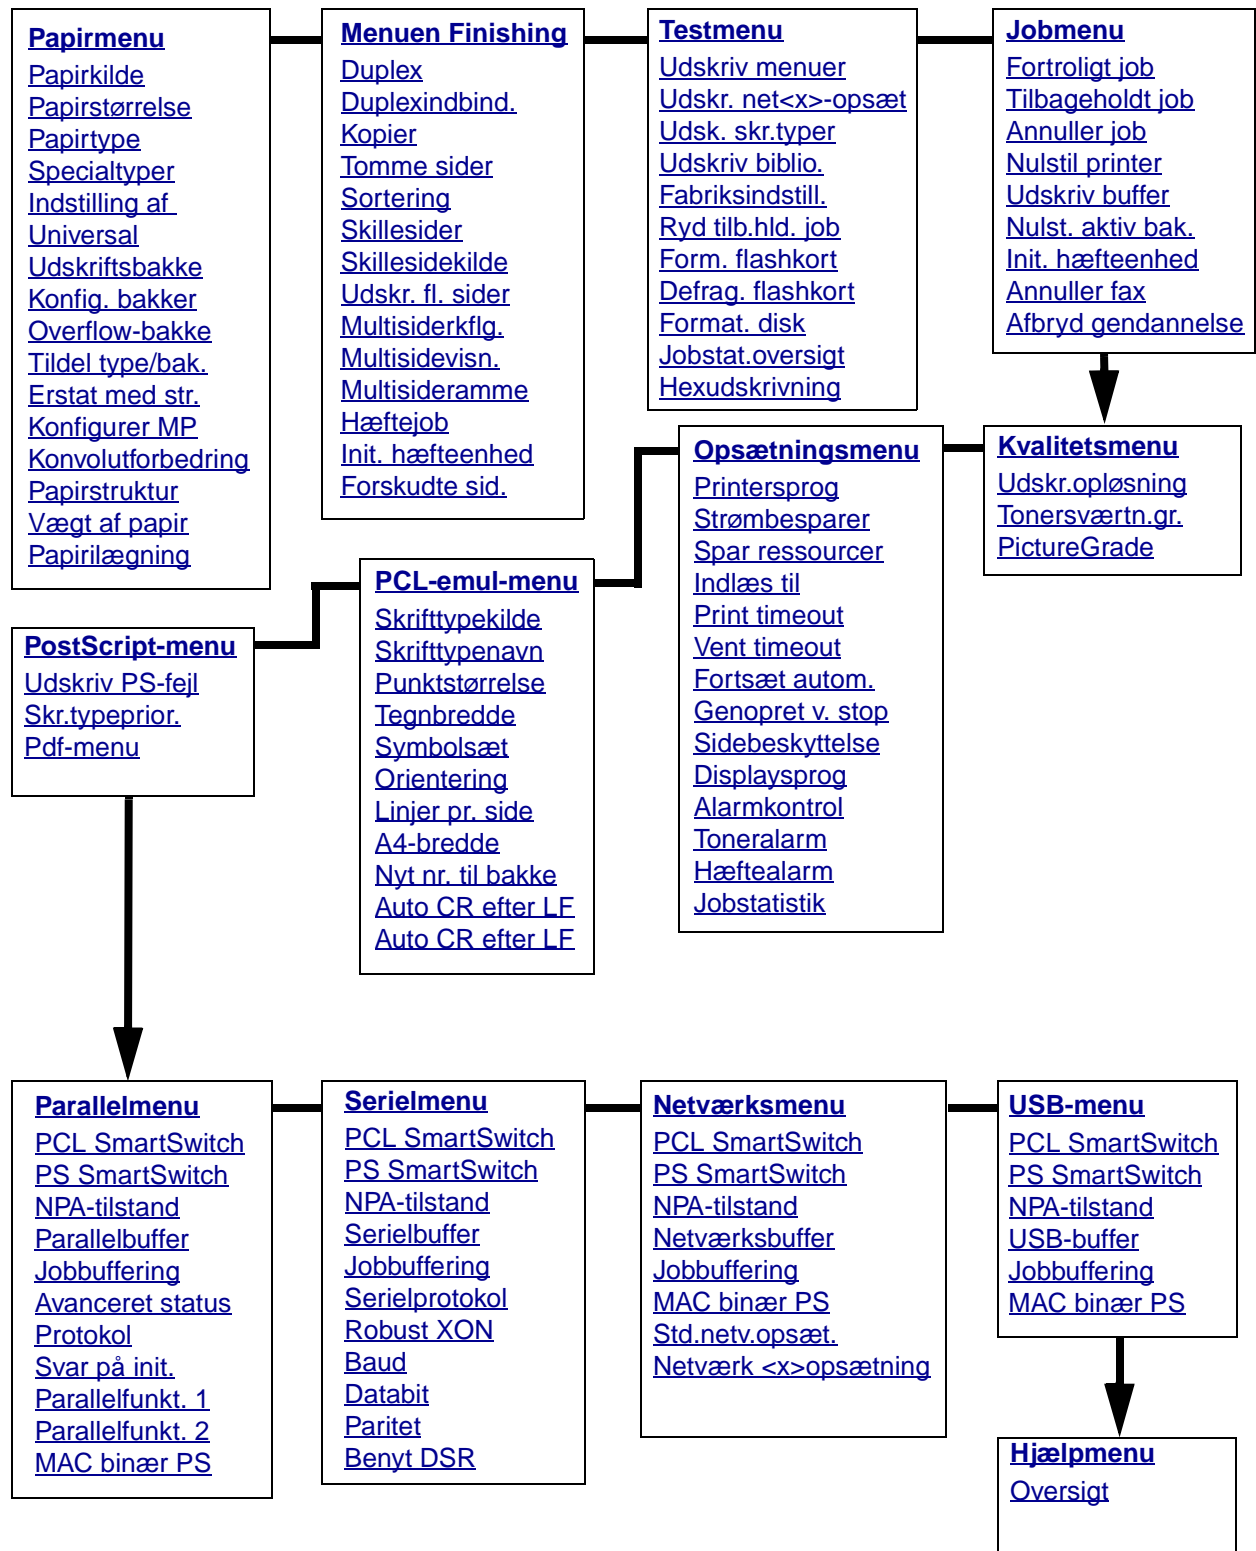 Papirmenu
Papirkilde
Papirstørrelse
Papirtype
Specialtyper
Indstilling af
Universal
Udskriftsbakke
Konfig. bakker
Overflow-bakke
Tildel type/bak.
Erstat med str.
Konfigurer MP
Konvolutforbedring
Papirstruktur
Vægt af papir
Papirilægning
Menuen Finishing
Duplex
Duplexindbind.
Kopier
Tomme sider
Sortering
Skillesider
Skillesidekilde
Udskr. fl. sider
Multisiderkflg.
Multisidevisn.
Multisideramme
Hæftejob
Init. hæfteenhed
Forskudte sid.
Testmenu
Udskriv menuer
Udskr. net<x>-opsæt
Udsk. skr.typer
Udskriv biblio.
Fabriksindstill.
Ryd tilb.hld. job
Form. flashkort
Defrag. flashkort
Format. disk
Jobstat.oversigt
Hexudskrivning
Jobmenu
Fortroligt job
Tilbageholdt job
Annuller job
Nulstil printer
Udskriv buffer
Nulst. aktiv bak.
Init. hæfteenhed
Annuller fax
Afbryd gendannelse
Kvalitetsmenu
Udskr.opløsning
Tonersværtn.gr.
PictureGrade
Opsætningsmenu
Printersprog
Strømbesparer
Spar ressourcer
Indlæs til
Print timeout
Vent timeout
Fortsæt autom.
Genopret v. stop
Sidebeskyttelse
Displaysprog
Alarmkontrol
Toneralarm
Hæftealarm
Jobstatistik
PCL-emul-menu
Skrifttypekilde
Skrifttypenavn
Punktstørrelse
Tegnbredde
Symbolsæt
Orientering
Linjer pr. side
A4-bredde
Nyt nr. til bakke
Auto CR efter LF
Auto CR efter LF
PostScript-menu
Udskriv PS-fejl
Skr.typeprior.
Pdf-menu
Parallelmenu
PCL SmartSwitch
PS SmartSwitch
NPA-tilstand
Parallelbuffer
Jobbuffering
Avanceret status
Protokol
Svar på init.
Parallelfunkt. 1
Parallelfunkt. 2
MAC binær PS
Serielmenu
PCL SmartSwitch
PS SmartSwitch
NPA-tilstand
Serielbuffer
Jobbuffering
Serielprotokol
Robust XON
Baud
Databit
Paritet
Benyt DSR
Netværksmenu
PCL SmartSwitch
PS SmartSwitch
NPA-tilstand
Netværksbuffer
Jobbuffering
MAC binær PS
Std.netv.opsæt.
Netværk <x>opsætning
USB-menu
PCL SmartSwitch
PS SmartSwitch
NPA-tilstand
USB-buffer
Jobbuffering
MAC binær PS
Hjælpmenu
Oversigt